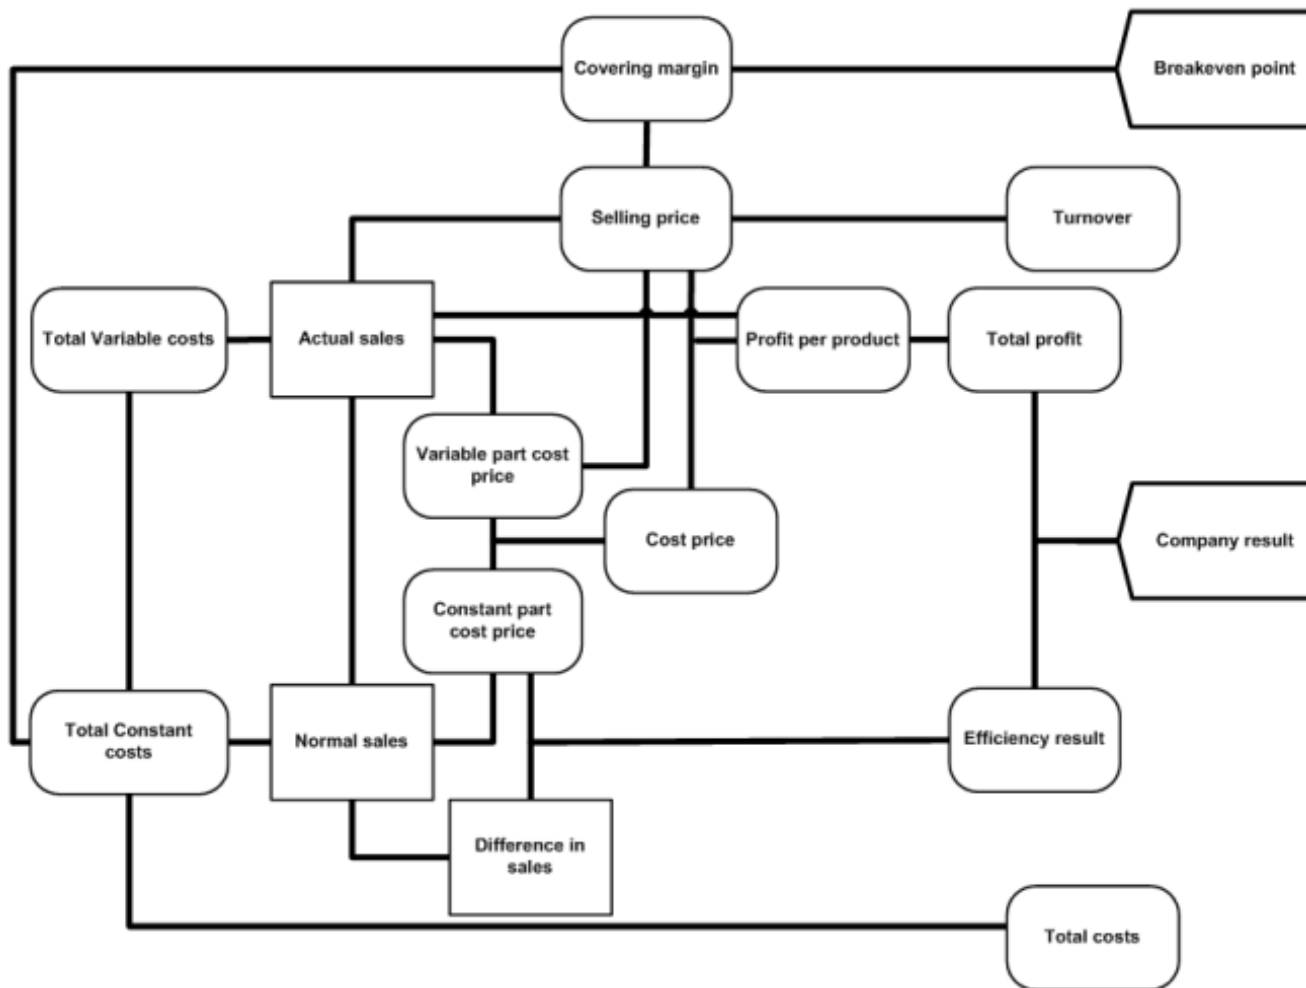 Covering margin
Breakeven point
Selling price
Turnover
Total Variable costs
Actual sales
Profit per product
Total profit
Variable part cost
price
Cost price
Company result
Constant part
cost price
Total Constant
costs
Normal sales
Efficiency result
Difference in
sales
Total costs